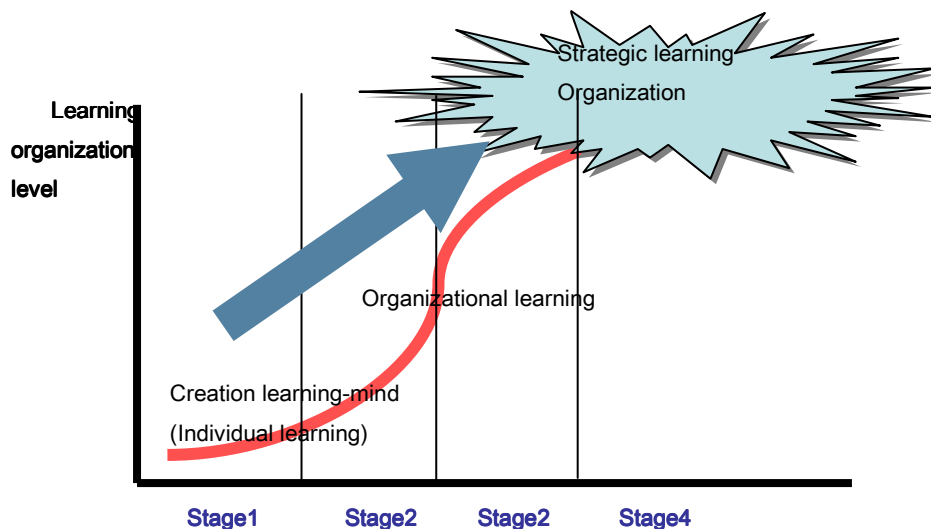 Strategic learning
Organization
Learning
organization
level
Organizational learning
Creation learning-mind
(Individual learning)
Stage1
Stage2
Stage2
Stage4